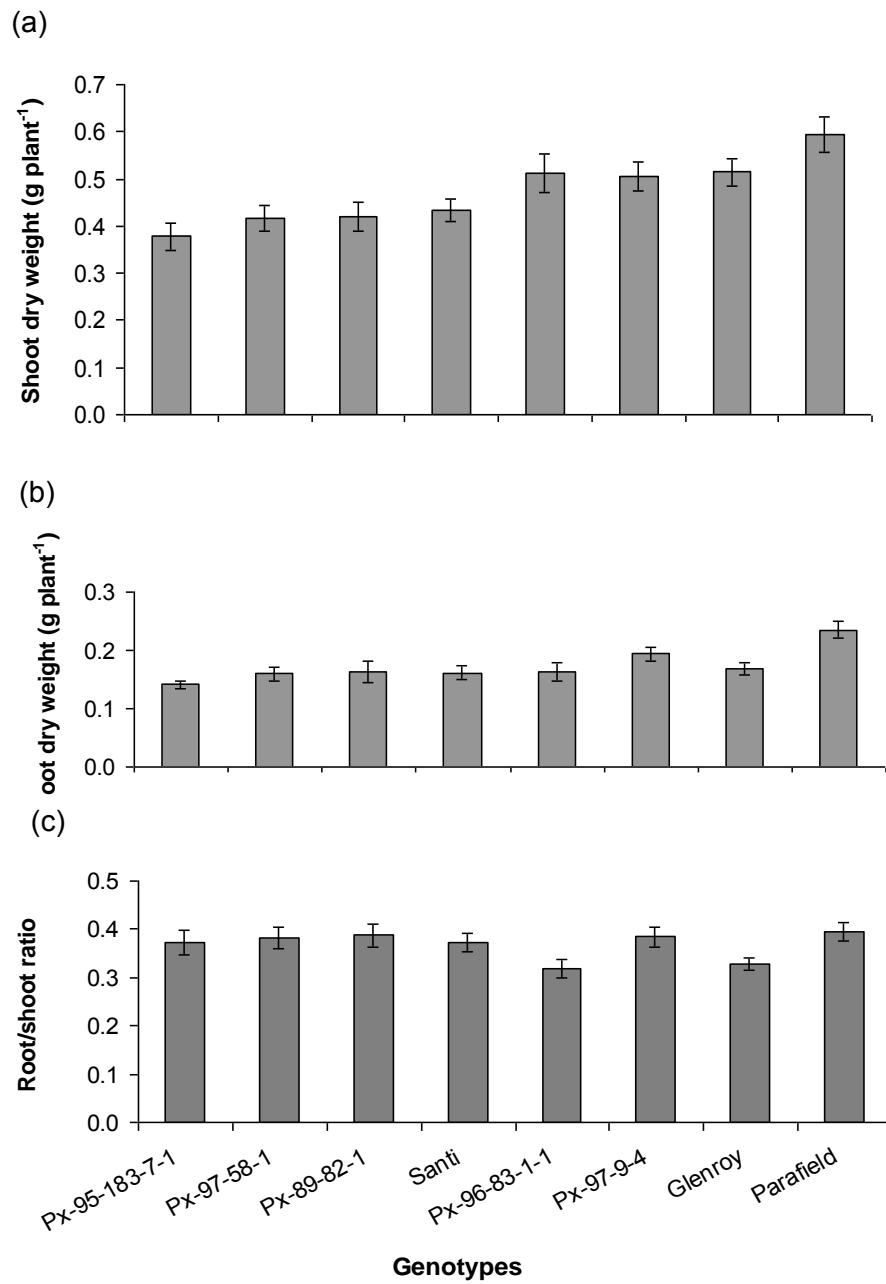 (a)
Shoot dry weight (g plant⁻¹)
0.7
0.6
0.5
0.4
0.3
0.2
0.1
0.0
(b)
oot dry weight (g plant⁻¹)
0.3
0.2
0.1
0.0
(c)
Root/shoot ratio
0.5
0.4
0.3
0.2
0.1
0.0
Px-95-183-7-1
Px-97-58-1
Px-89-82-1
Santi
Px-96-83-1-1
Px-97-9-4
Glenroy
Parafield
Genotypes